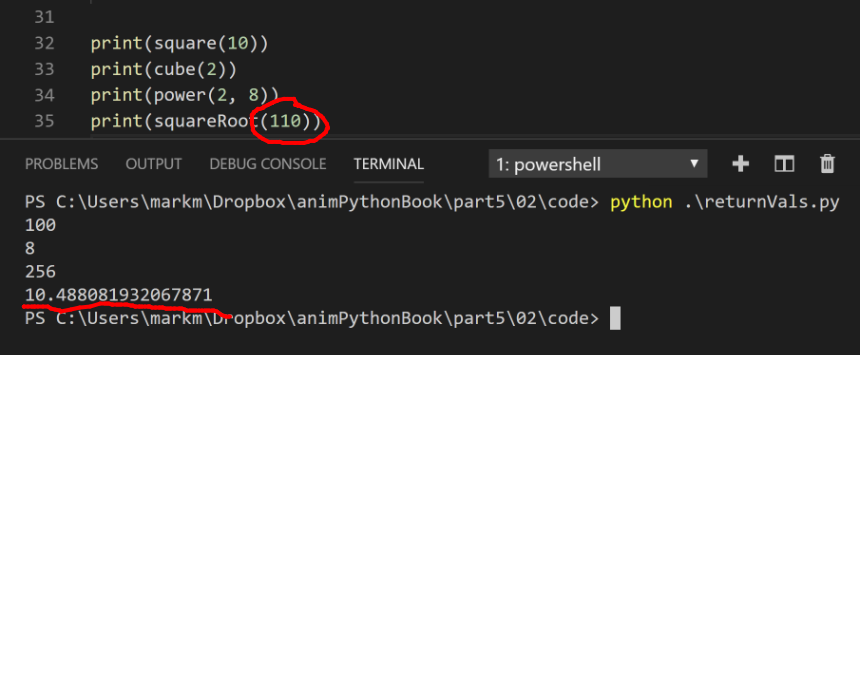 31
32 print(square(10))
33 print(cube(2))
34 print(power(2, 8))
35 print(squareRoot(110))
PROBLEMS OUTPUT DEBUG CONSOLE TERMINAL 1: powershell
PS C:\Users\markm\Dropbox\animPythonBook\part5\02\code> python .\returnVals.py
100
8
256
10.488081932067871
PS C:\Users\markm\Dropbox\animPythonBook\part5\02\code>